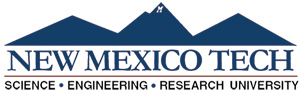 NEW MEXICO TECH
SCIENCE • ENGINEERING • RESEARCH UNIVERSITY